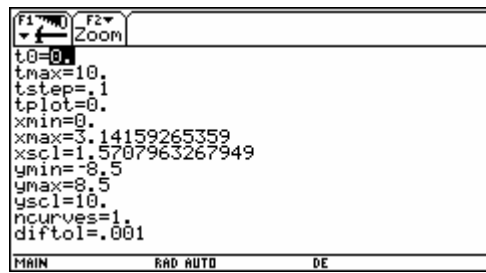 F1 F2
Zoom
t0=0.
tmax=10.
tstep=.1
tplot=0.
xmin=0.
xmax=3.14159265359
xscl=1.5707963267949
ymin=-8.5
ymax=8.5
yscl=10.
ncurves=1.
diftol=.001
MAIN RAD AUTO DE